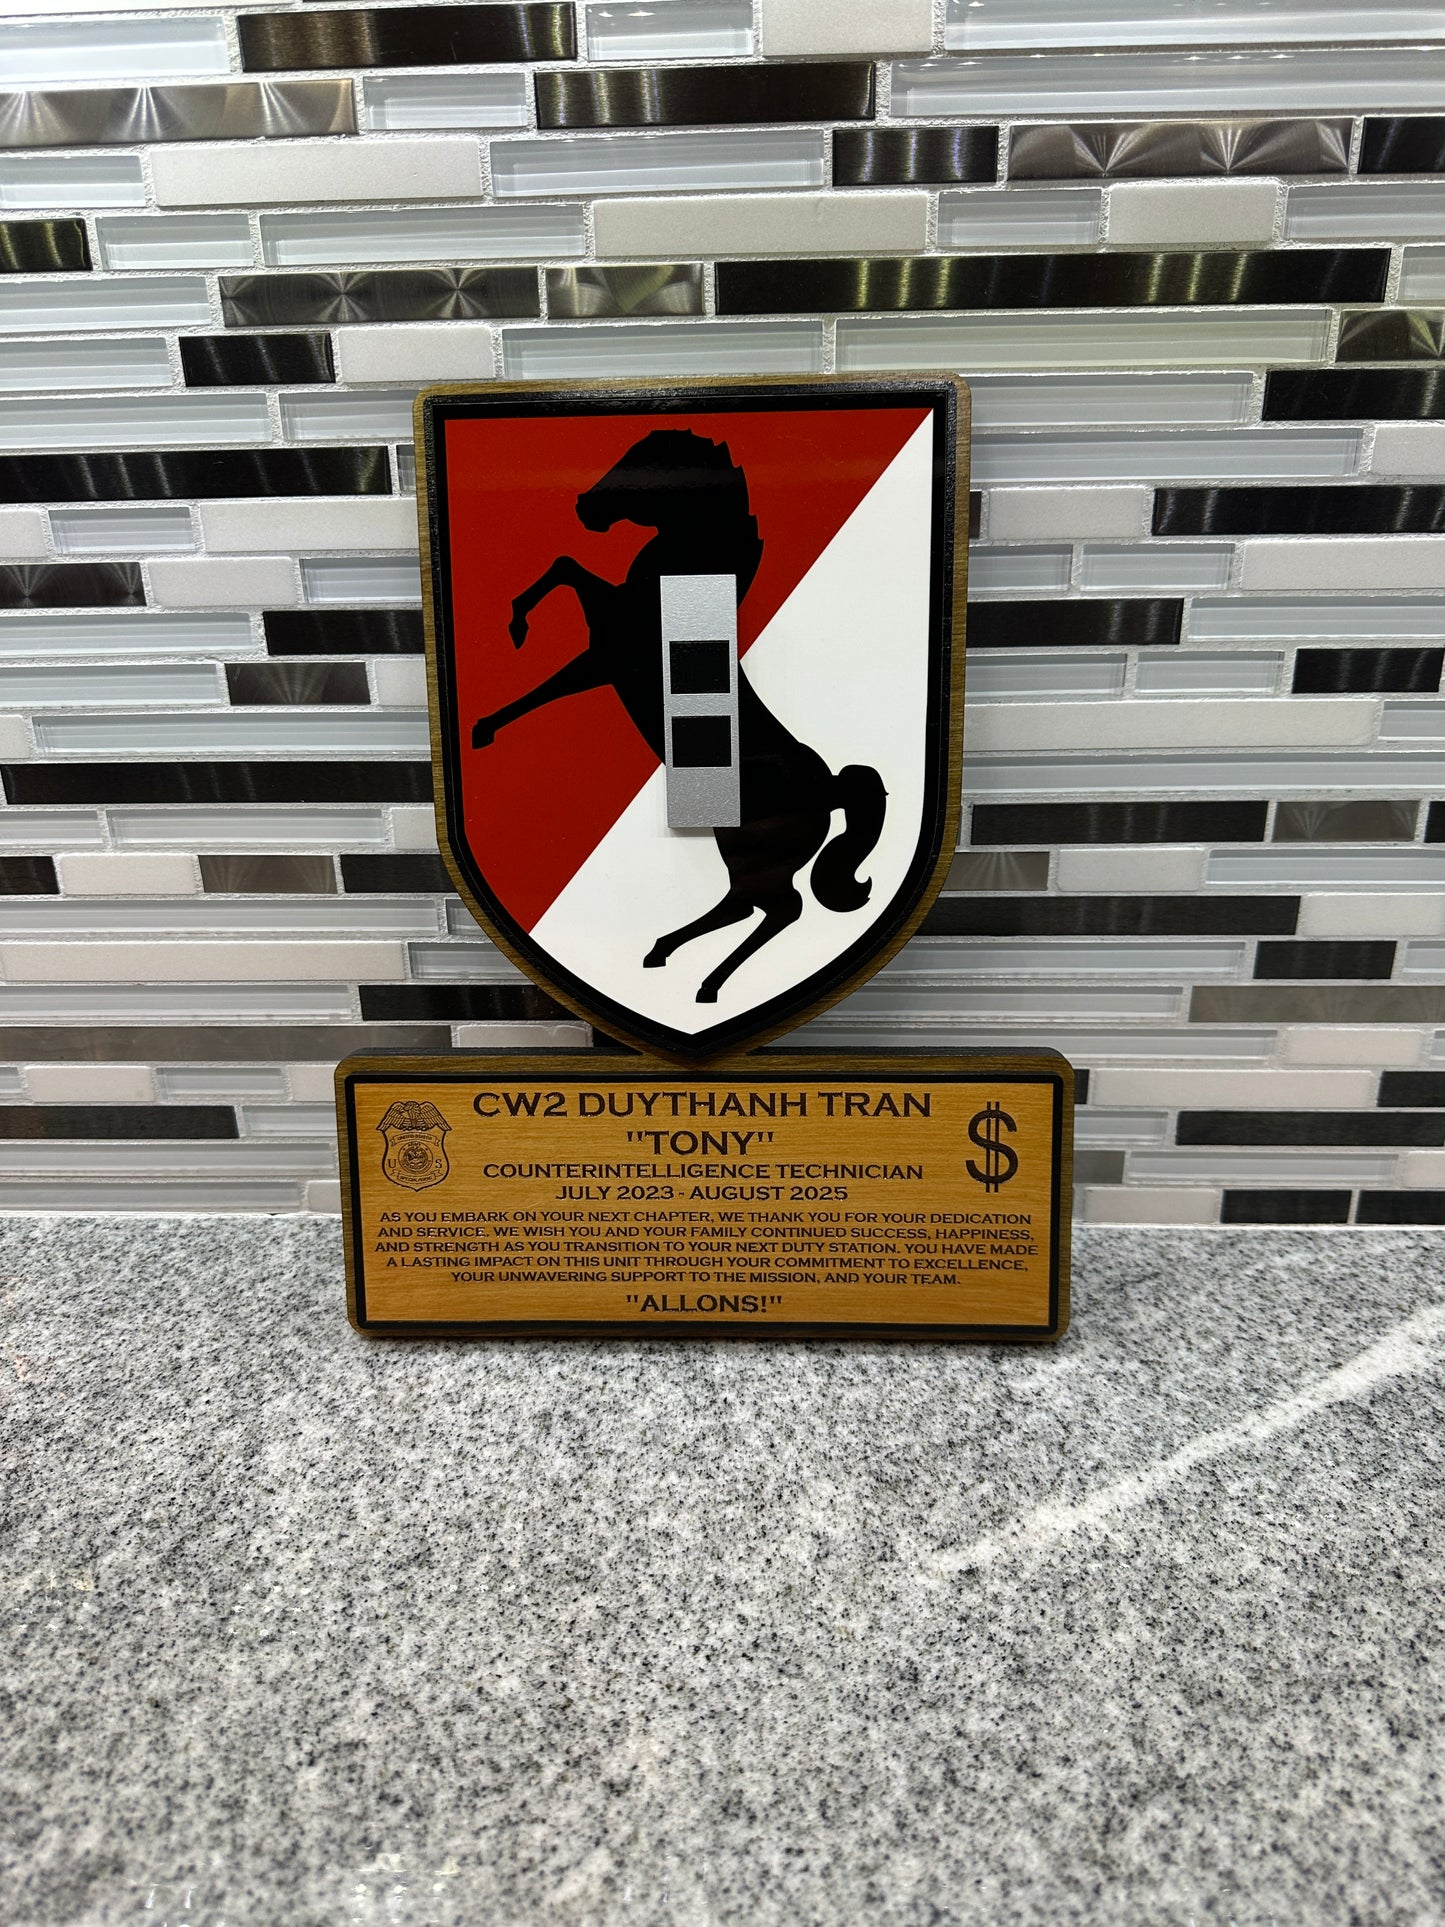 CW2 DUYTHANH TRAN
"TONY"
COUNTERINTELLIGENCE TECHNICIAN
JULY 2023 - AUGUST 2025
AS YOU EMBARK ON YOUR NEXT CHAPTER, WE THANK YOU FOR YOUR DEDICATION
AND SERVICE. WE WISH YOU AND YOUR FAMILY CONTINUED SUCCESS, HAPPINESS,
AND STRENGTH AS YOU TRANSITION TO YOUR NEXT DUTY STATION. YOU HAVE MADE
A LASTING IMPACT ON THIS UNIT THROUGH YOUR COMMITMENT TO EXCELLENCE,
YOUR UNWAVERING SUPPORT TO THE MISSION, AND YOUR TEAM.
"ALLONS!"
U S
SPECIAL AGENT
$